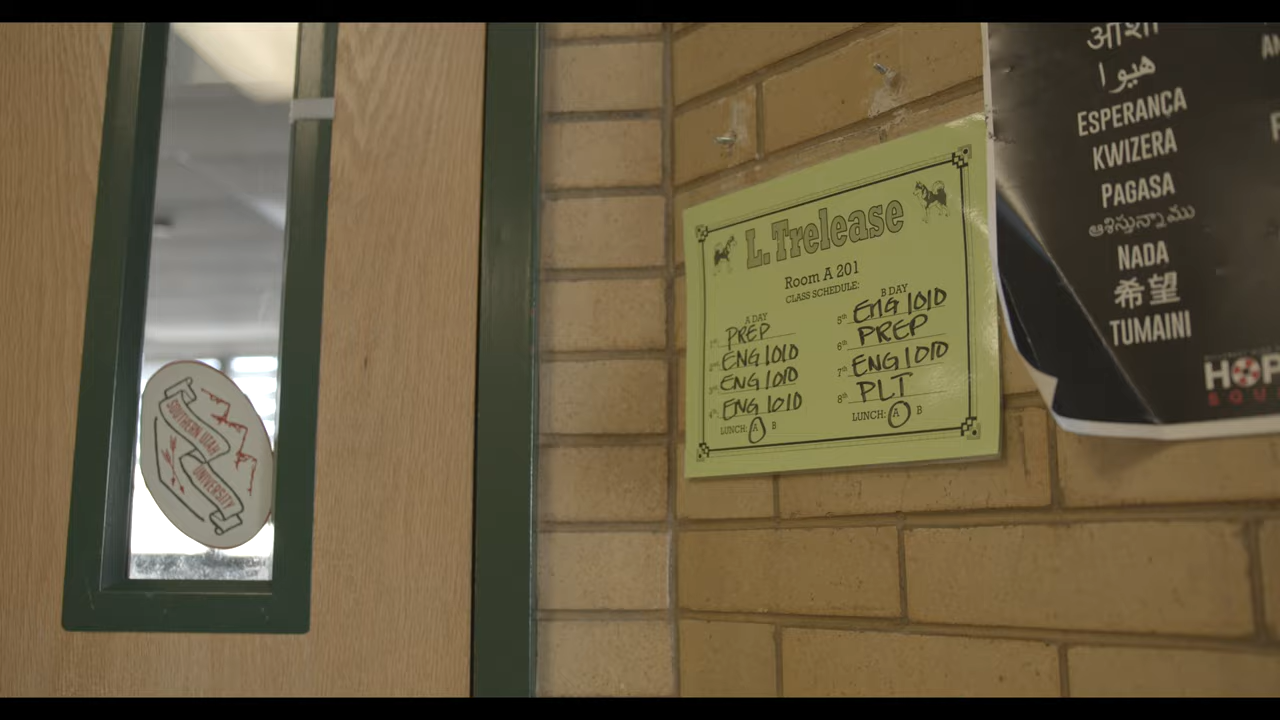 SOUTHERN UTAH
UNIVERSITY
L. Trelease
Room A 201
CLASS SCHEDULE:
A DAY
1st PREP
2nd ENG 1010
3rd ENG 1010
4th ENG 1010
LUNCH: A B
B DAY
5th ENG 1010
6th PREP
7th ENG 1010
8th PLT
LUNCH: A B
आशा
هيوا
ESPERANÇA
KWIZERA
PAGASA
ఆశిస్తున్నాము
NADA
希望
TUMAINI
HOP
SQU